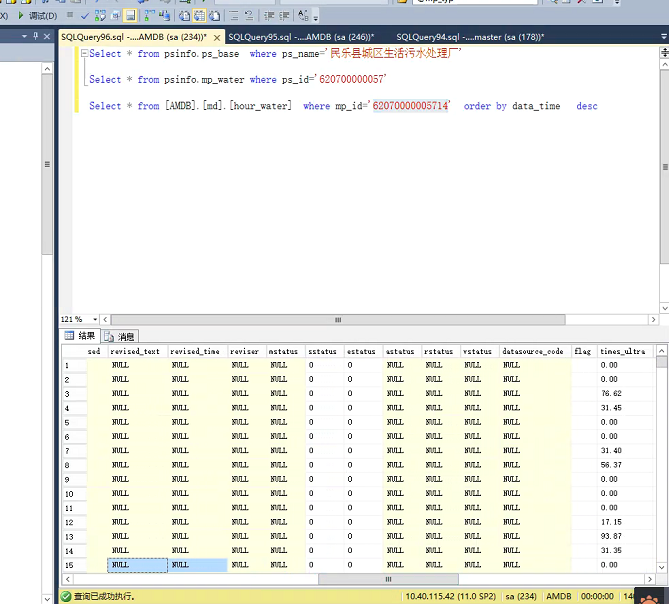 调试(D)
SQLQuery96.sql -...AMDB (sa (234))* SQLQuery95.sql -....AMDB (sa (246))* SQLQuery94.sql -....master (sa (178))*
Select * from psinfo.ps_base where ps_name='民乐县城区生活污水处理厂'
Select * from psinfo.mp_water where ps_id='620700000057'
Select * from [AMDB].[md].[hour_water] where mp_id='62070000005714' order by data_time desc
121 %
结果 消息
sed revised_text revised_time reviser mstatus sstatus estatus astatus rstatus vstatus datasource_code flag times_ultra
1 NULL NULL NULL NULL 0 0 NULL NULL NULL NULL 0.00
2 NULL NULL NULL NULL 0 0 NULL NULL NULL NULL 0.00
3 NULL NULL NULL NULL 0 0 NULL NULL NULL NULL 76.62
4 NULL NULL NULL NULL 0 0 NULL NULL NULL NULL 31.45
5 NULL NULL NULL NULL 0 0 NULL NULL NULL NULL 0.00
6 NULL NULL NULL NULL 0 0 NULL NULL NULL NULL 0.00
7 NULL NULL NULL NULL 0 0 NULL NULL NULL NULL 31.40
8 NULL NULL NULL NULL 0 0 NULL NULL NULL NULL 56.37
9 NULL NULL NULL NULL 0 0 NULL NULL NULL NULL 0.00
10 NULL NULL NULL NULL 0 0 NULL NULL NULL NULL 0.00
11 NULL NULL NULL NULL 0 0 NULL NULL NULL NULL 0.00
12 NULL NULL NULL NULL 0 0 NULL NULL NULL NULL 17.15
13 NULL NULL NULL NULL 0 0 NULL NULL NULL NULL 93.87
14 NULL NULL NULL NULL 0 0 NULL NULL NULL NULL 31.35
15 NULL NULL NULL NULL 0 0 NULL NULL NULL NULL 0.00
查询已成功执行。 10.40.115.42 (11.0 SP2) sa (234) AMDB 00:00:00